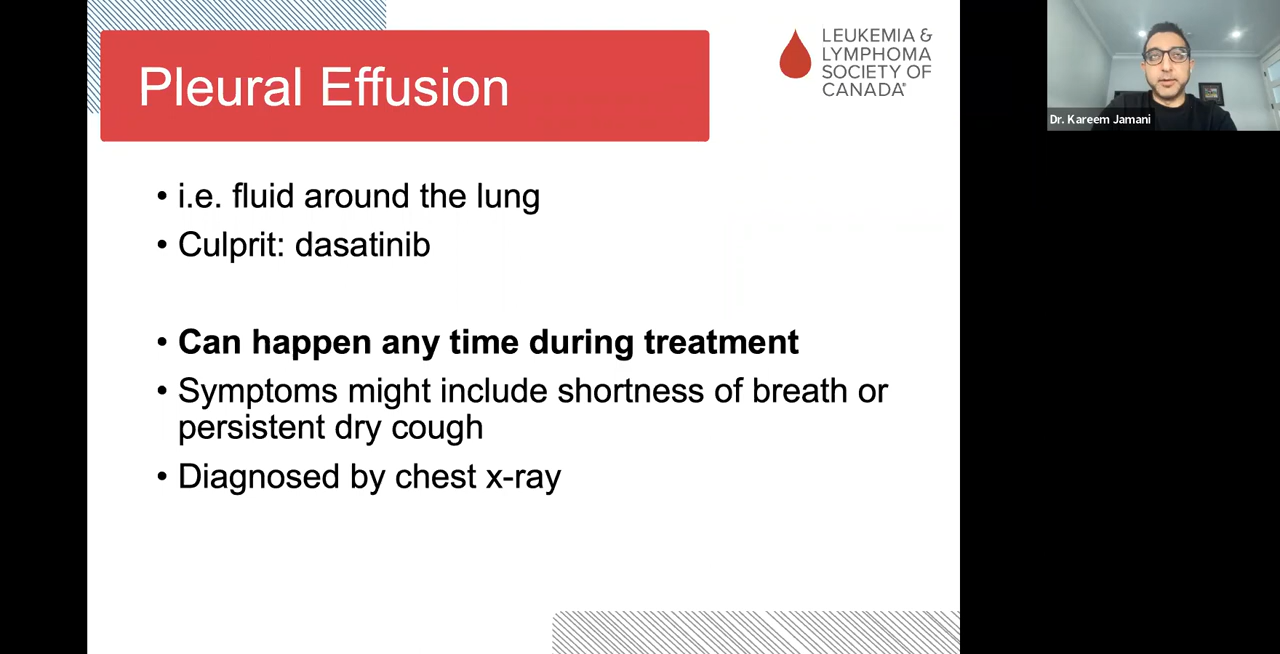 Pleural Effusion
LEUKEMIA &
LYMPHOMA
SOCIETY OF
CANADA®
Dr. Kareem Jamani
• i.e. fluid around the lung
• Culprit: dasatinib
• Can happen any time during treatment
• Symptoms might include shortness of breath or
persistent dry cough
• Diagnosed by chest x-ray